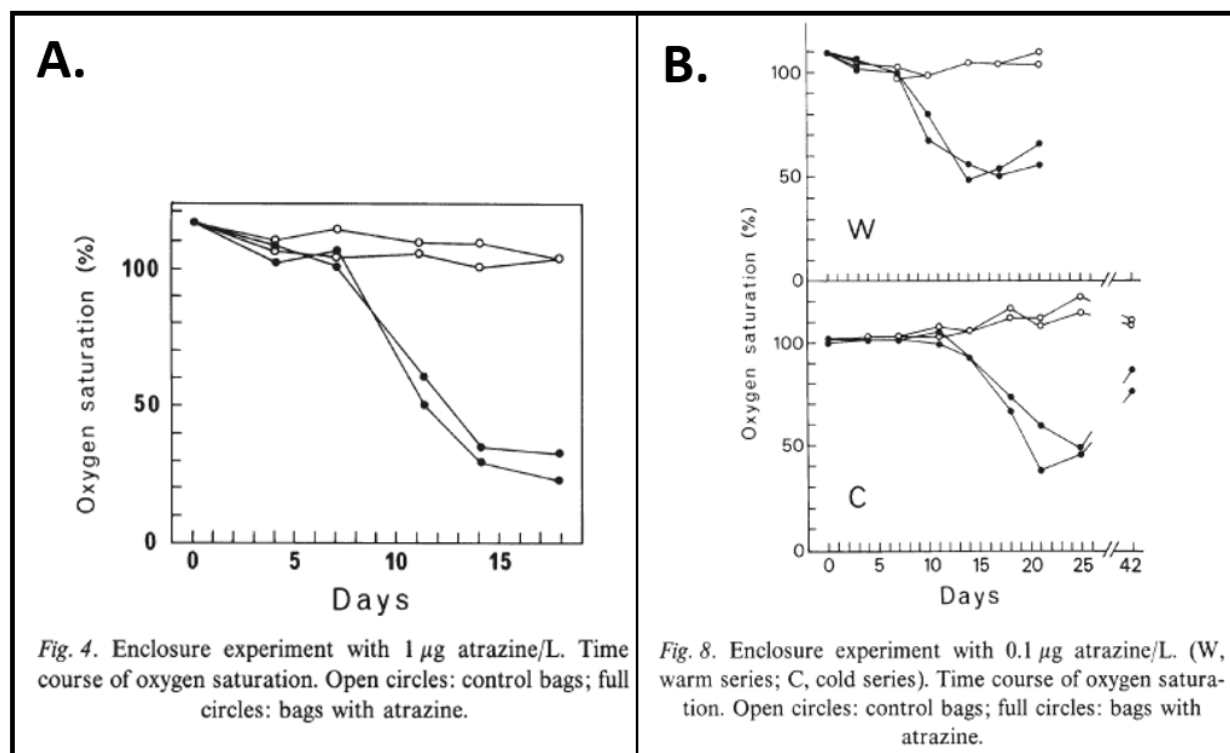 A.
Oxygen saturation (%)
100
50
0
0 5 10 15
Days
Fig. 4. Enclosure experiment with 1 µg atrazine/L. Time
course of oxygen saturation. Open circles: control bags; full
circles: bags with atrazine.
B.
Oxygen saturation (%)
100
50
0
W
100
50
0
C
0 5 10 15 20 25 42
Days
Fig. 8. Enclosure experiment with 0.1 µg atrazine/L. (W,
warm series; C, cold series). Time course of oxygen satura-
tion. Open circles: control bags; full circles: bags with
atrazine.